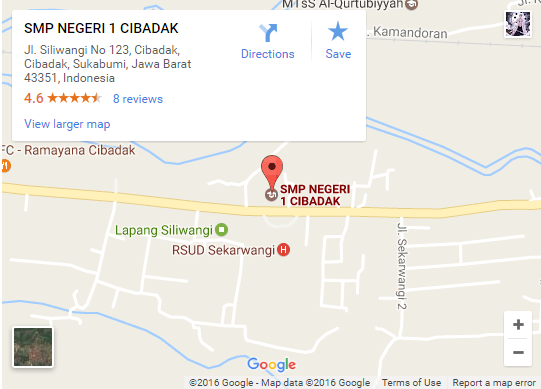 MTsS Al-Qurtubiyyah
SMP NEGERI 1 CIBADAK
Jl. Siliwangi No 123, Cibadak,
Cibadak, Sukabumi, Jawa Barat
43351, Indonesia
Directions
Save
4.6
8 reviews
View larger map
Jl. Kamandoran
FC - Ramayana Cibadak
SMP NEGERI
1 CIBADAK
Lapang Siliwangi
RSUD Sekarwangi
H
Jl. Sekarwangi 2
+
−
Google
©2016 Google - Map data ©2016 Google
Terms of Use
Report a map error